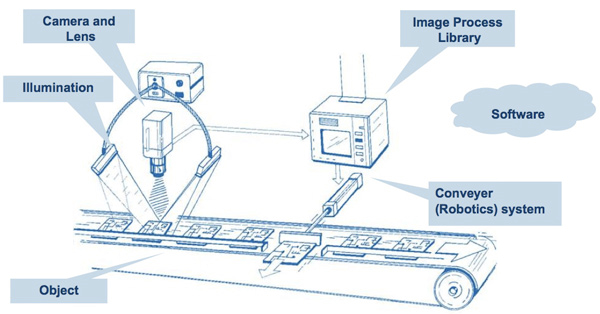 Camera and
Lens
Image Process
Library
Illumination
Software
Conveyer
(Robotics) system
Object